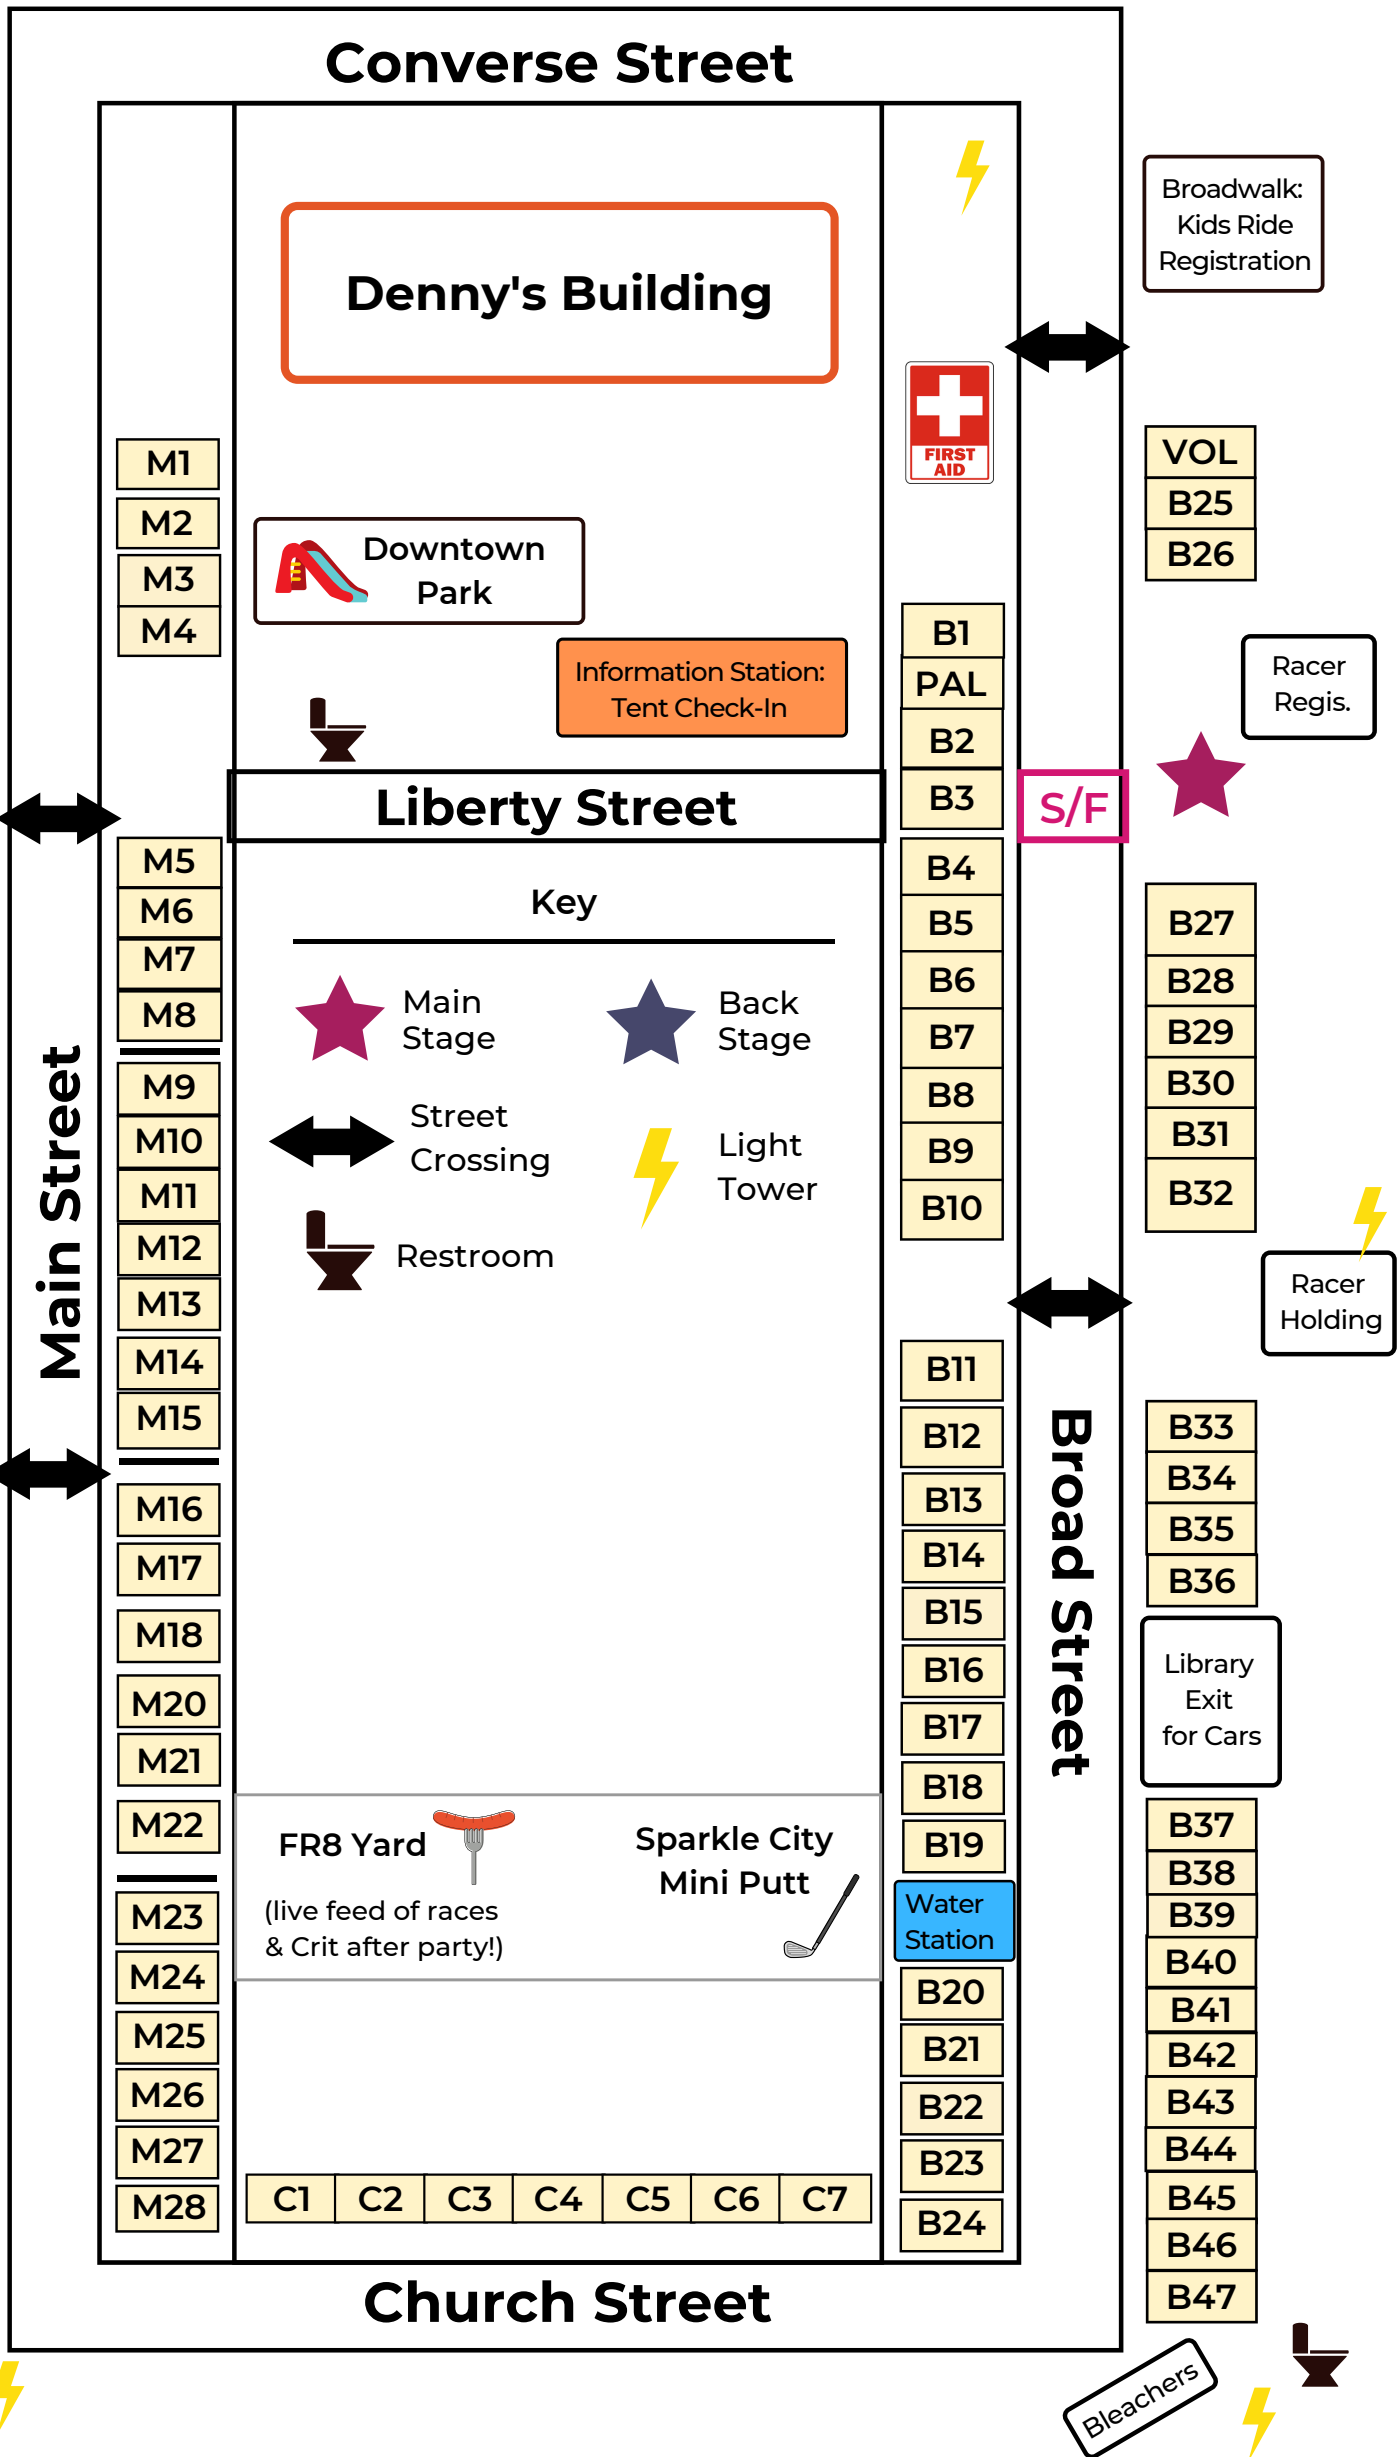 Converse Street
Denny's Building
Broadwalk:
Kids Ride
Registration
FIRST
AID
M1
M2
M3
M4
Downtown
Park
Information Station:
Tent Check-In
VOL
B25
B26
B1
PAL
B2
B3
Racer
Regis.
Liberty Street
S/F
M5
M6
M7
M8
M9
M10
M11
M12
M13
M14
M15
M16
M17
M18
M20
M21
M22
M23
M24
M25
M26
M27
M28
Main Street
Key
Main
Stage
Back
Stage
Street
Crossing
Light
Tower
Restroom
B4
B5
B6
B7
B8
B9
B10
B11
B12
B13
B14
B15
B16
B17
B18
B19
Water
Station
B20
B21
B22
B23
B24
Broad Street
B27
B28
B29
B30
B31
B32
Racer
Holding
B33
B34
B35
B36
Library
Exit
for Cars
B37
B38
B39
B40
B41
B42
B43
B44
B45
B46
B47
FR8 Yard
(live feed of races
& Crit after party!)
Sparkle City
Mini Putt
C1 C2 C3 C4 C5 C6 C7
Church Street
Bleachers